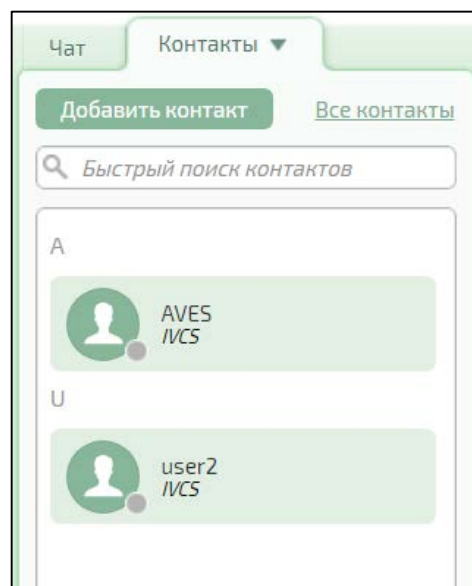 Чат
Контакты ▼
Добавить контакт
Все контакты
Быстрый поиск контактов
A
AVES
IVCS
U
user2
IVCS